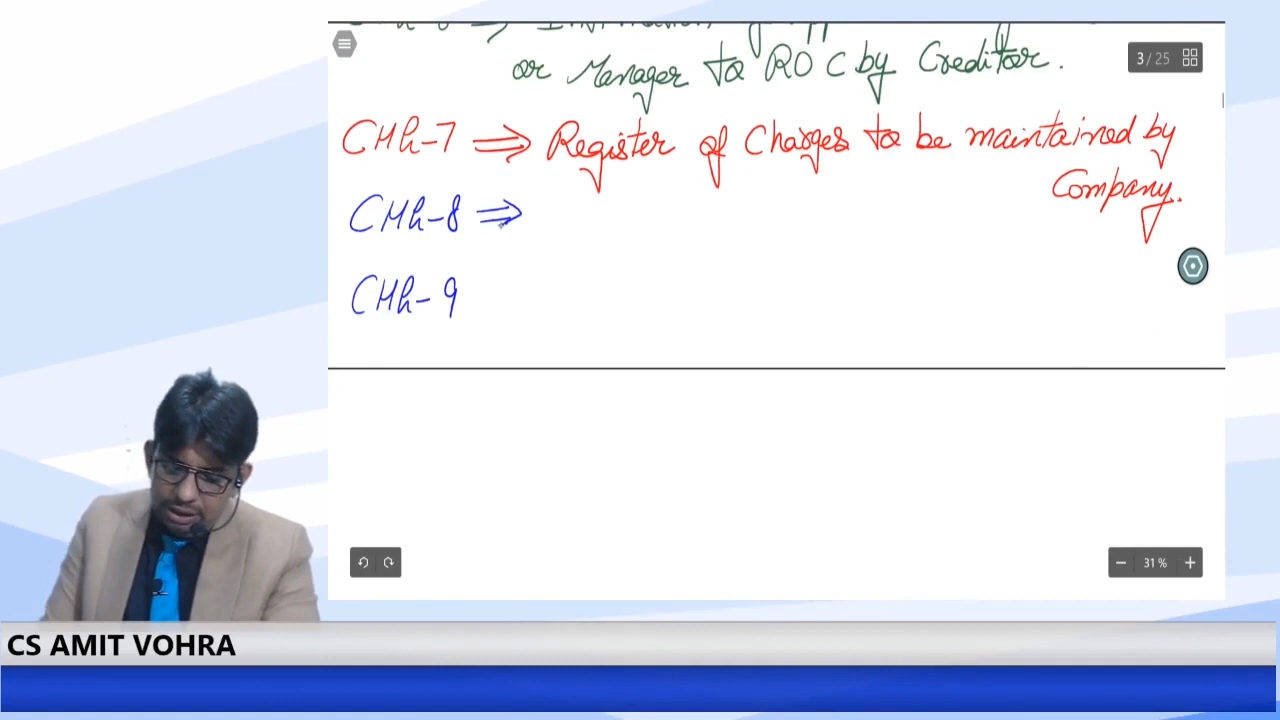 or Manager to ROC by Creditor.
3 / 25
CHG-7 ⇒ Register of Charges to be maintained by
Company.
CHG-8 ⇒
CHG-9
31 %
CS AMIT VOHRA